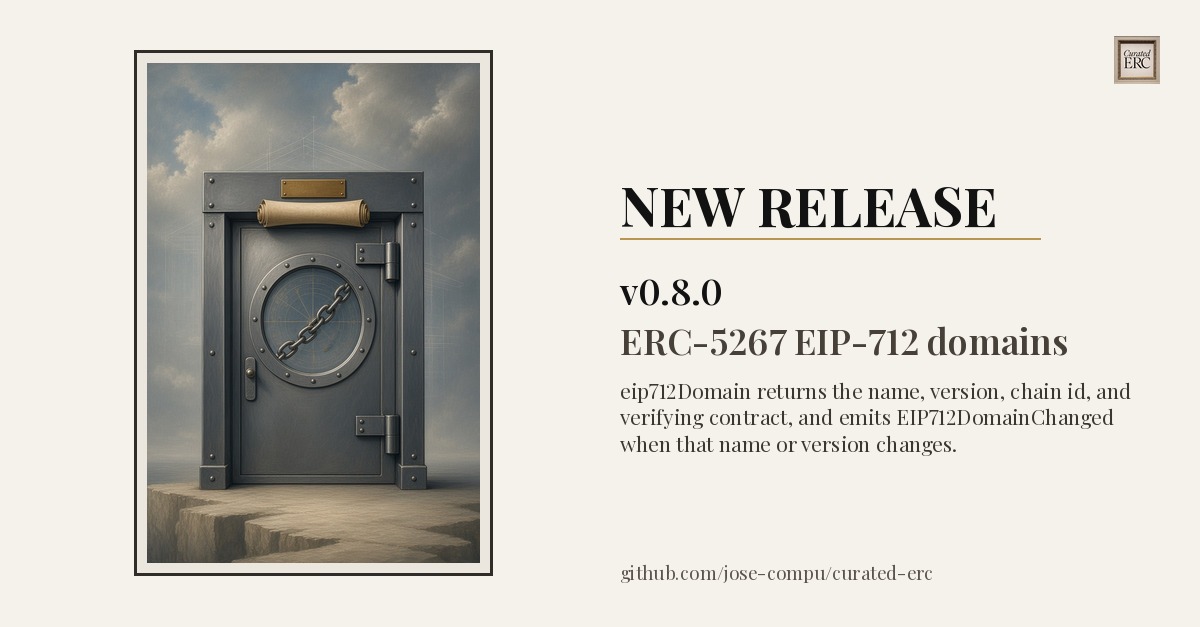 Curated
ERC
NEW RELEASE
v0.8.0
ERC-5267 EIP-712 domains
eip712Domain returns the name, version, chain id, and
verifying contract, and emits EIP712DomainChanged
when that name or version changes.
github.com/jose-compu/curated-erc